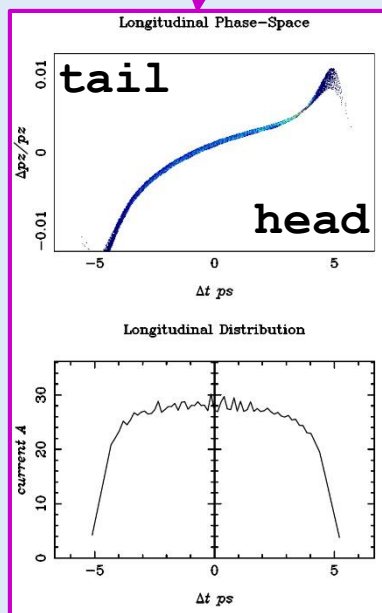 Longitudinal Phase-Space
tail
head
Δpz/pz
0.01
0
−0.01
−5
0
5
Δt ps
Longitudinal Distribution
current A
30
20
10
0
−5
0
5
Δt ps